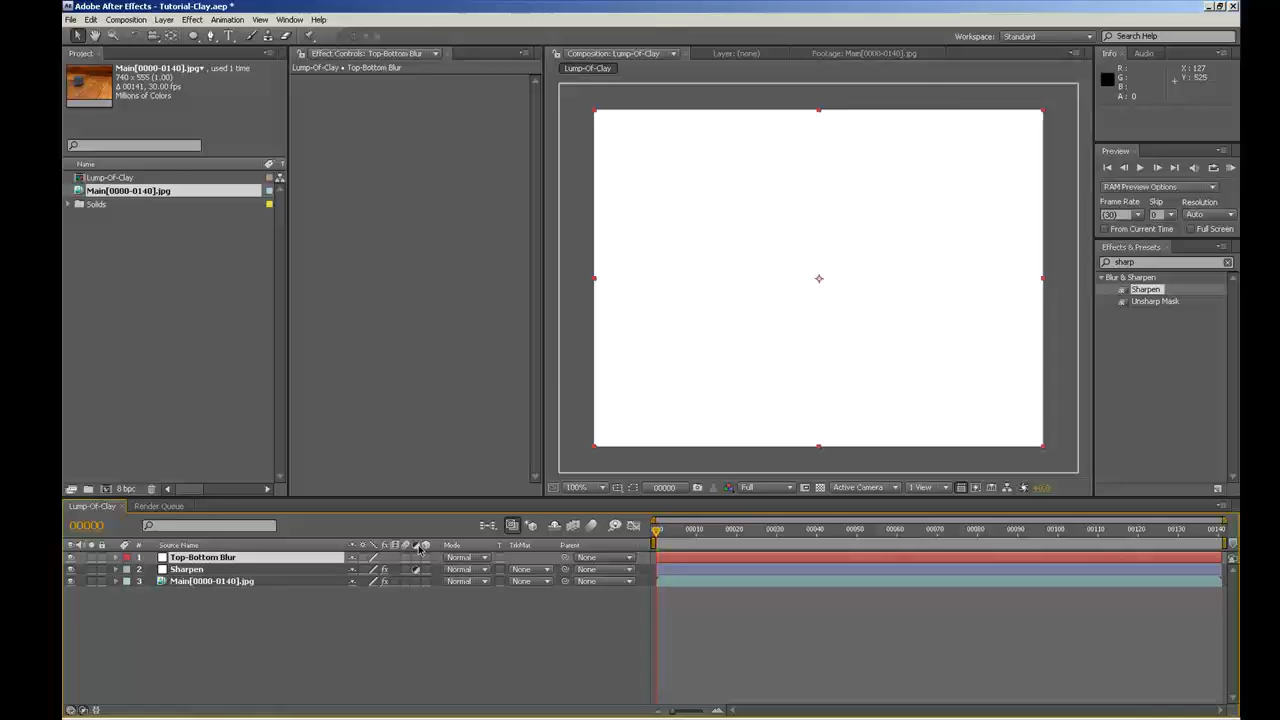 Adobe After Effects - Tutorial-Clay.aep *
File Edit Composition Layer Effect Animation View Window Help
Workspace: Standard Search Help
Project
Effect Controls: Top-Bottom Blur
Composition: Lump-Of-Clay
Layer: (none)
Footage: Main[0000-0140].jpg
Info Audio
Main[0000-0140].jpg , used 1 time
740 x 555 (1.00)
Δ 00141, 30.00 fps
Millions of Colors
Lump-Of-Clay • Top-Bottom Blur
Lump-Of-Clay
R:
G:
B:
A: 0
X: 127
Y: 525
Name
Lump-Of-Clay
Main[0000-0140].jpg
Solids
8 bpc
Preview
RAM Preview Options
Frame Rate Skip Resolution
(30) 0 Auto
From Current Time Full Screen
Effects & Presets
sharp
Blur & Sharpen
Sharpen
Unsharp Mask
100% 00000 Full Active Camera 1 View +0.0
Lump-Of-Clay Render Queue
00000
00010 00020 00030 00040 00050 00060 00070 00080 00090 00100 00110 00120 00130 00140
# Source Name Mode T TrkMat Parent
1 Top-Bottom Blur Normal None
2 Sharpen Normal None None
3 Main[0000-0140].jpg Normal None None